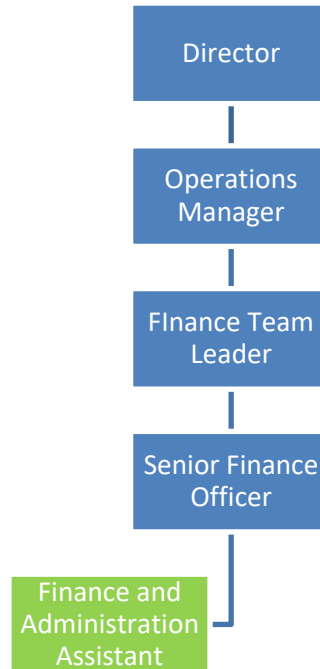 Director
Operations
Manager
FInance Team
Leader
Senior Finance
Officer
Finance and
Administration
Assistant